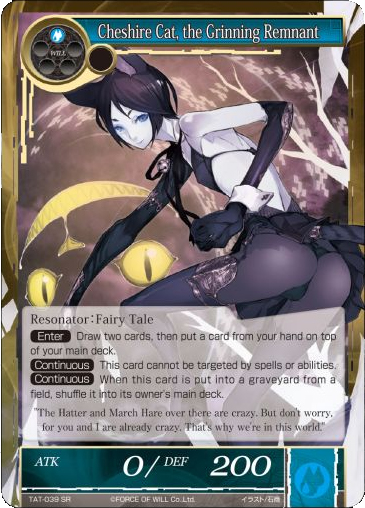 Cheshire Cat, the Grinning Remnant
WILL
Resonator:Fairy Tale
Enter Draw two cards, then put a card from your hand on top
of your main deck.
Continuous This card cannot be targeted by spells or abilities.
Continuous When this card is put into a graveyard from a
field, shuffle it into its owner's main deck.
"The Hatter and March Hare over there are crazy. But don't worry,
for you and I are already crazy. That's why we're in this world."
ATK 0/ DEF 200
TAT-039 SR ©FORCE OF WILL Co.,Ltd. イラスト/石商